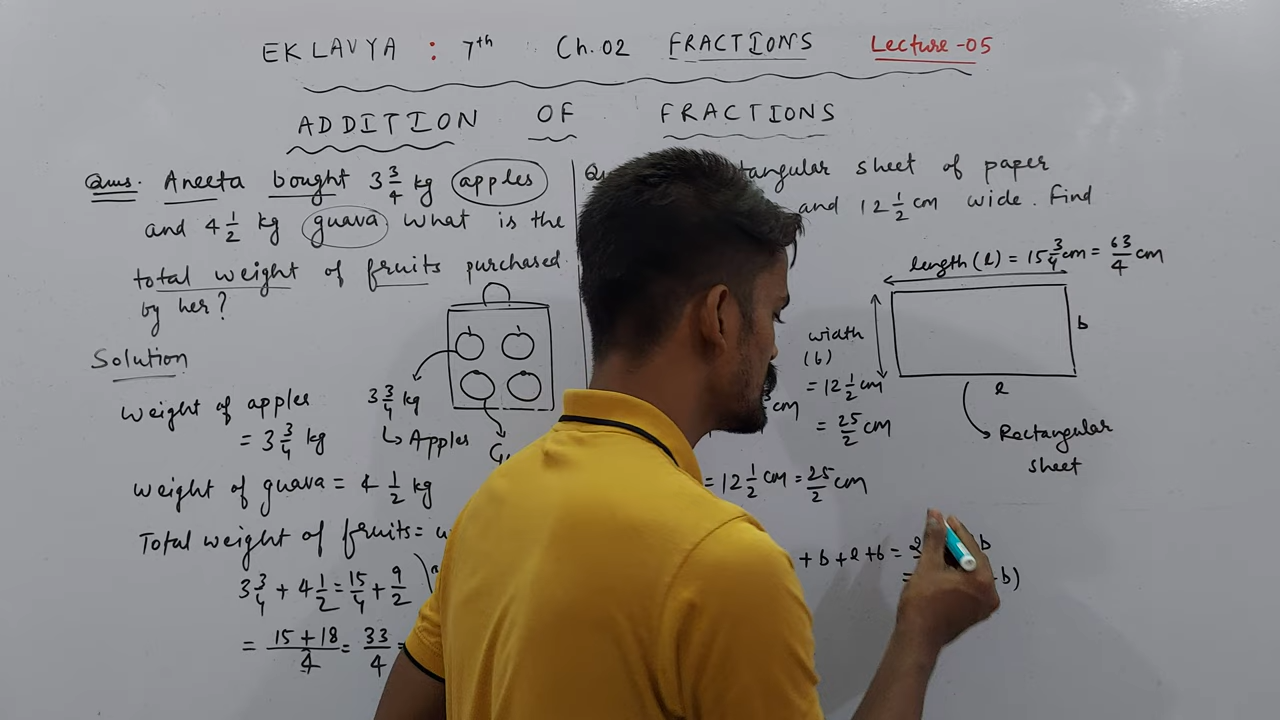 EKLAVYA : 7th Ch. 02 FRACTIONS Lecture-05
ADDITION OF FRACTIONS
Ques. Aneeta bought 3 3/4 kg apples
and 4 1/2 kg guava what is the
total weight of fruits purchased
by her?
Solution
Weight of apples
= 3 3/4 kg
3 3/4 kg
Apples
Weight of guava = 4 1/2 kg
Total weight of fruits =
3 3/4 + 4 1/2 = 15/4 + 9/2
= 15+18/4 = 33/4 =
sheet of paper
and 12 1/2 cm wide. Find
length (l) = 15 3/4 cm = 63/4 cm
width
(b)
= 12 1/2 cm
= 25/2 cm
b
l
Rectangular
sheet
cm
= 12 1/2 cm = 25/2 cm
+ b + l + b = 2 b
= b)